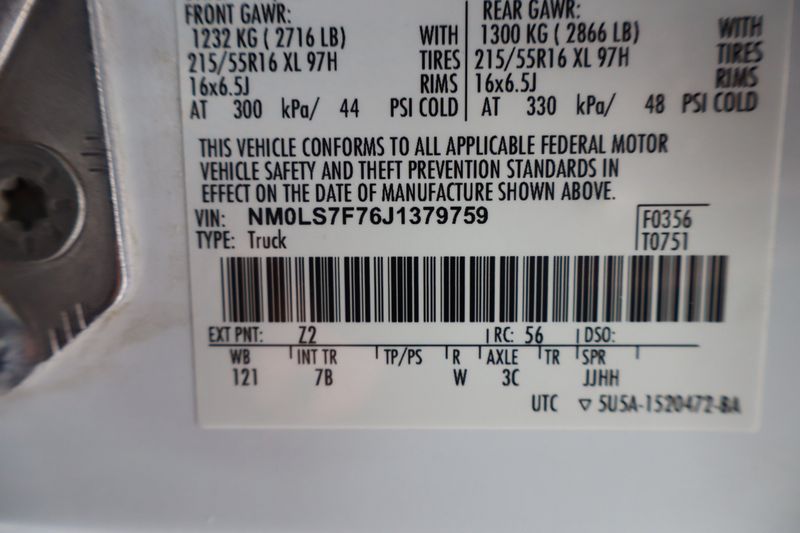 FRONT GAWR: REAR GAWR:
1232 KG ( 2716 LB) WITH 1300 KG ( 2866 LB) WITH
215/55R16 XL 97H TIRES 215/55R16 XL 97H TIRES
16x6.5J RIMS 16x6.5J RIMS
AT 300 kPa/ 44 PSI COLD AT 330 kPa/ 48 PSI COLD
THIS VEHICLE CONFORMS TO ALL APPLICABLE FEDERAL MOTOR
VEHICLE SAFETY AND THEFT PREVENTION STANDARDS IN
EFFECT ON THE DATE OF MANUFACTURE SHOWN ABOVE.
VIN: NM0LS7F76J1379759 F0356
TYPE: Truck T0751
EXT PNT: Z2 RC: 56 DSO:
WB INT TR TP/PS R AXLE TR SPR
121 7B W 3C JJHH
UTC ▽ 5U5A-1520472-BA